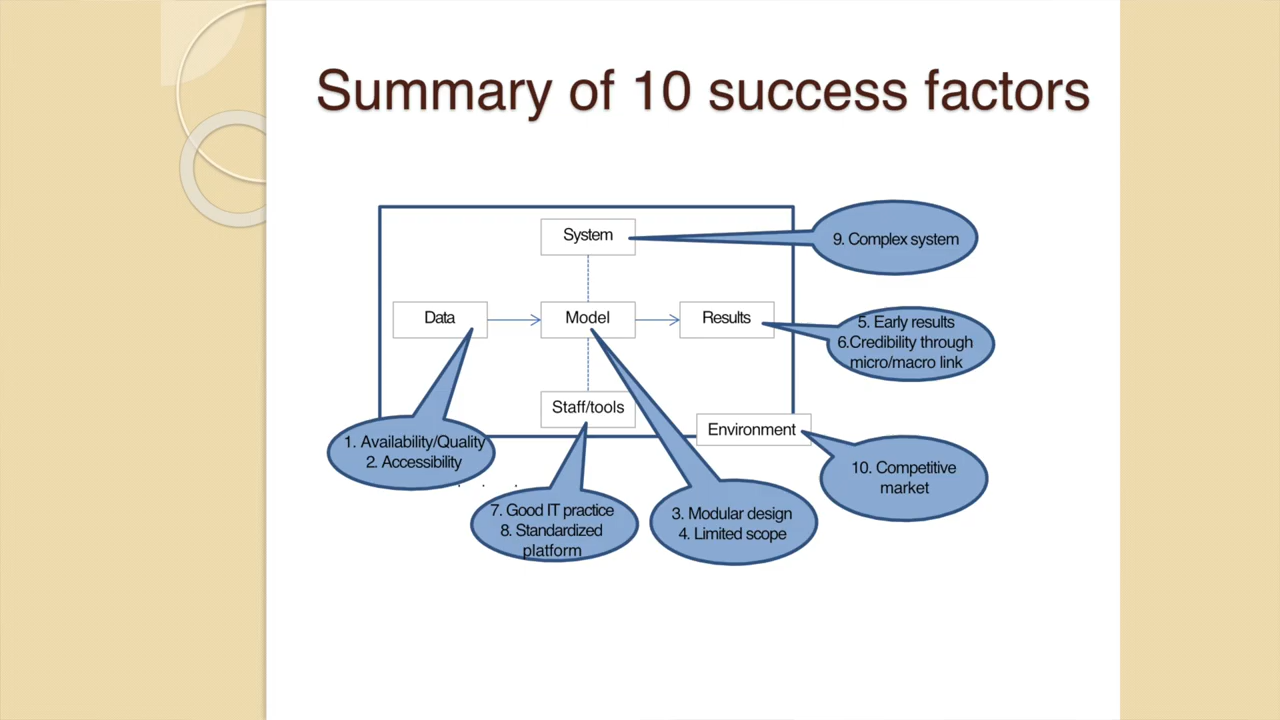 Summary of 10 success factors
System
9. Complex system
Data
Model
Results
5. Early results
6.Credibility through
micro/macro link
Staff/tools
Environment
1. Availability/Quality
2. Accessibility
10. Competitive
market
7. Good IT practice
8. Standardized
platform
3. Modular design
4. Limited scope